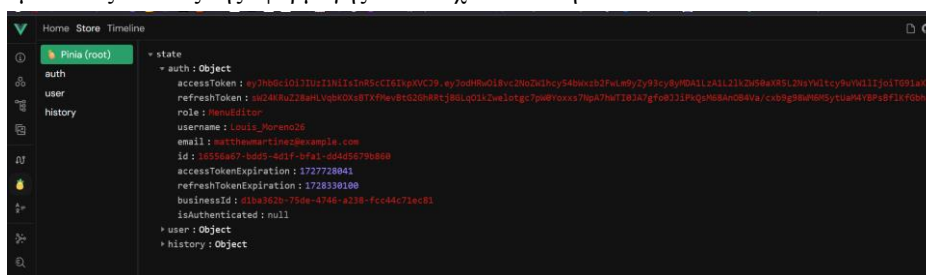 Home Store Timeline
Pinia (root)
auth
user
history
state
auth : Object
role : MenuEditor
username : Louis_Moreno26
email : matthewmartinez@example.com
id : 16556a67-bdd5-4d1f-bfa1-dd4d5679b860
accessTokenExpiration : 1727728041
refreshTokenExpiration : 1728330100
businessId : d1ba362b-75de-4746-a238-fcc44c71ec81
isAuthenticated : null
user : Object
history : Object
accessToken :
refreshToken :